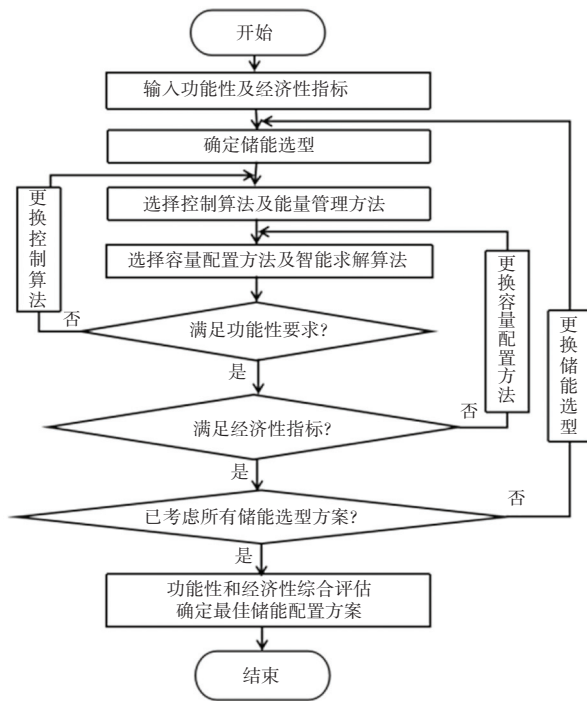 开始
输入功能性及经济性指标
确定储能选型
选择控制算法及能量管理方法
选择容量配置方法及智能求解算法
更换控制算法
否
满足功能性要求?
是
更换容量配置方法
更换储能选型
满足经济性指标?
否
是
已考虑所有储能选型方案?
否
是
功能性和经济性综合评估
确定最佳储能配置方案
结束